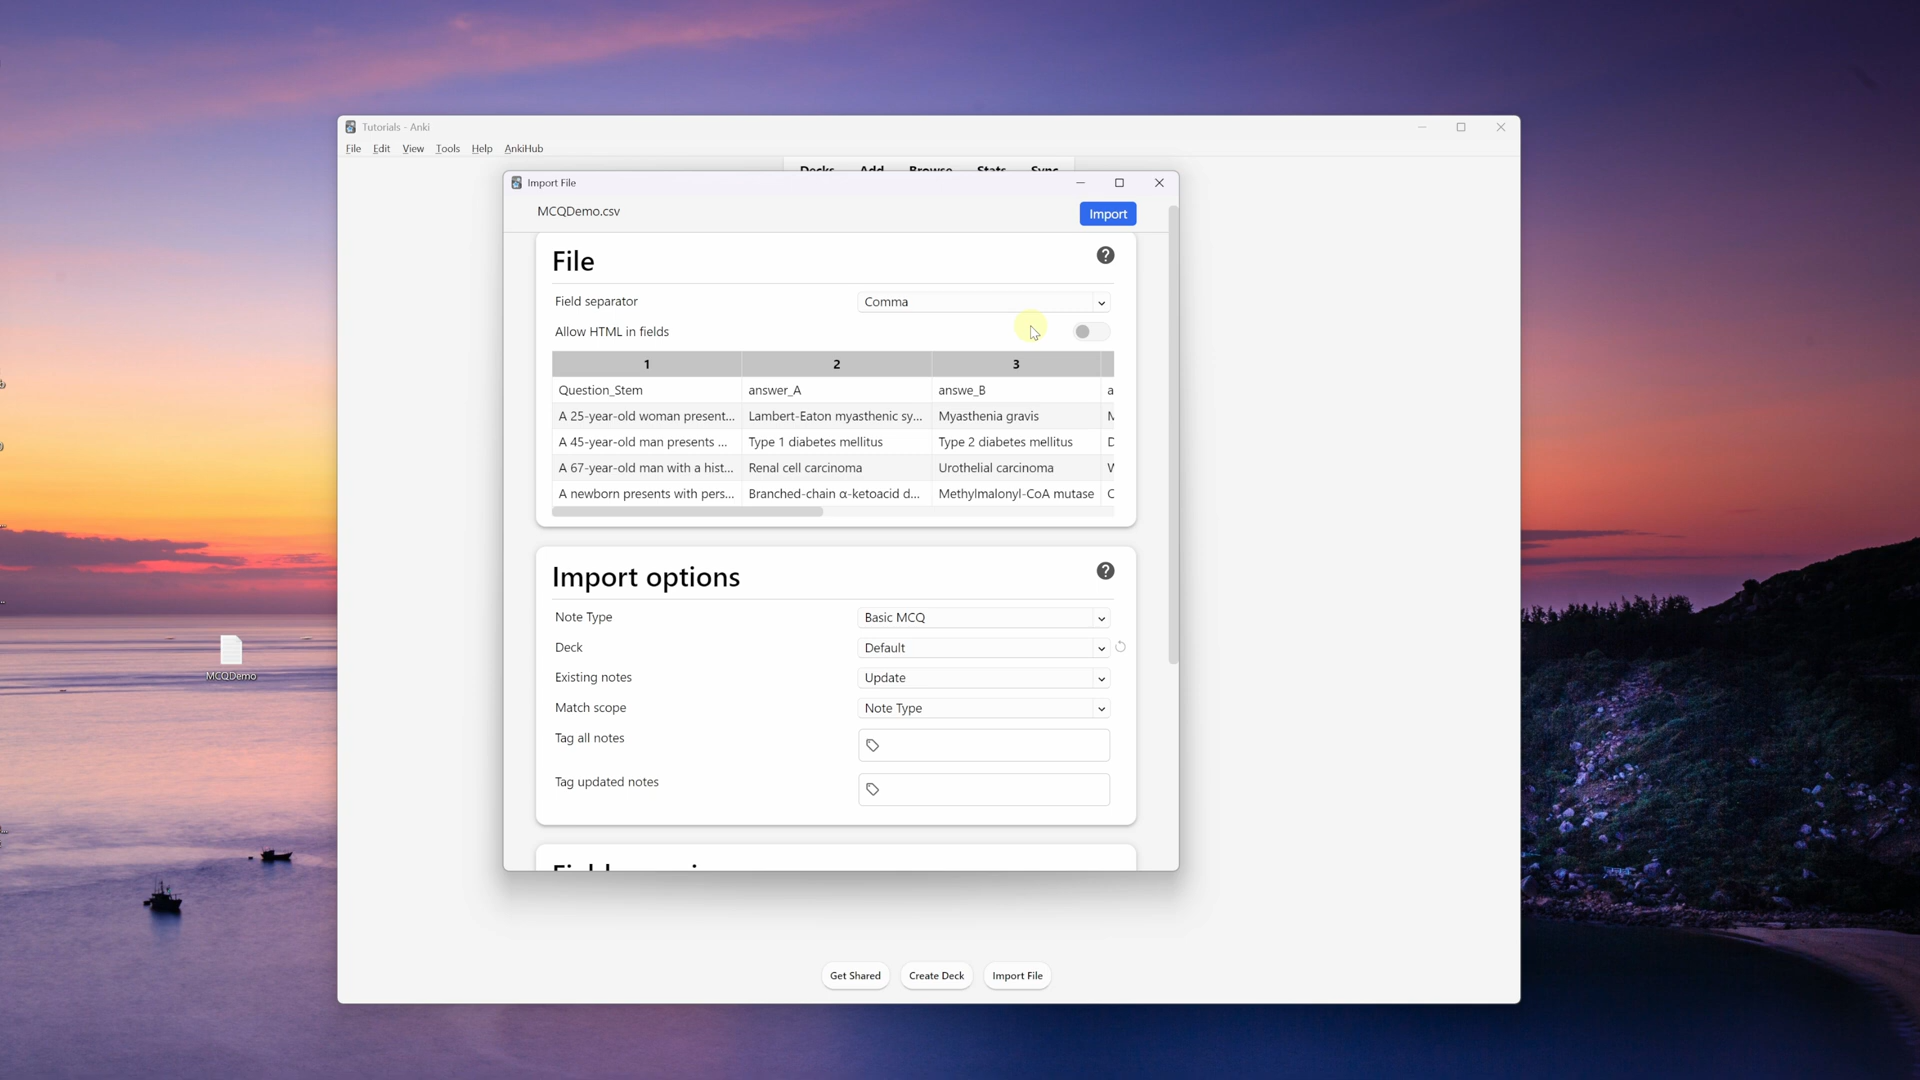 Tutorials - Anki
File Edit View Tools Help AnkiHub
Decks Add Browse Stats Sync
Import File
MCQDemo.csv Import
File
Field separator Comma
Allow HTML in fields
1 2 3
Question_Stem answer_A answe_B a
A 25-year-old woman present... Lambert-Eaton myasthenic sy... Myasthenia gravis
A 45-year-old man presents ... Type 1 diabetes mellitus Type 2 diabetes mellitus
A 67-year-old man with a hist... Renal cell carcinoma Urothelial carcinoma
A newborn presents with pers... Branched-chain α-ketoacid d... Methylmalonyl-CoA mutase
Import options
Note Type Basic MCQ
Deck Default
Existing notes Update
Match scope Note Type
Tag all notes
Tag updated notes
MCQDemo
Get Shared Create Deck Import File